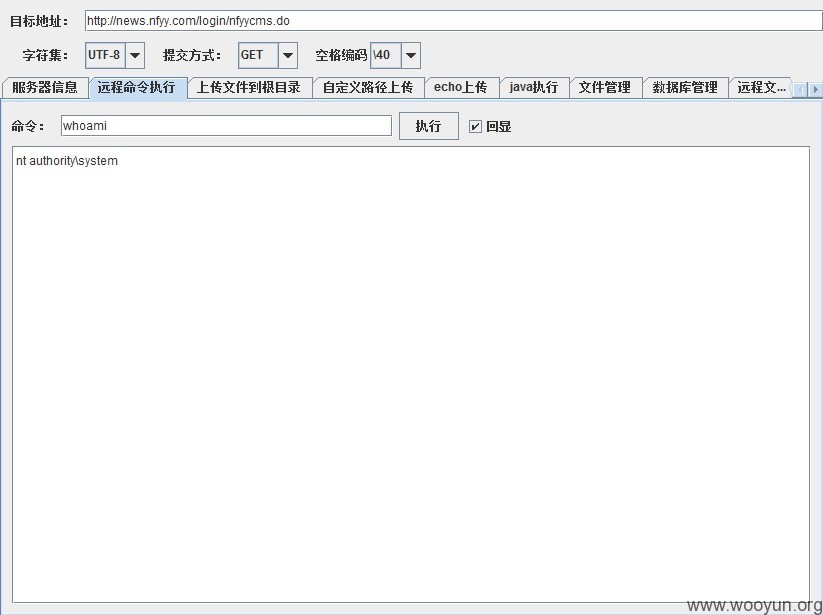 目标地址： http://news.nfyy.com/login/nfyycms.do
字符集： UTF-8 提交方式： GET 空格编码 \40
服务器信息 远程命令执行 上传文件到根目录 自定义路径上传 echo上传 java执行 文件管理 数据库管理 远程文...
命令： whoami 执行 回显
nt authority\system
www.wooyun.org